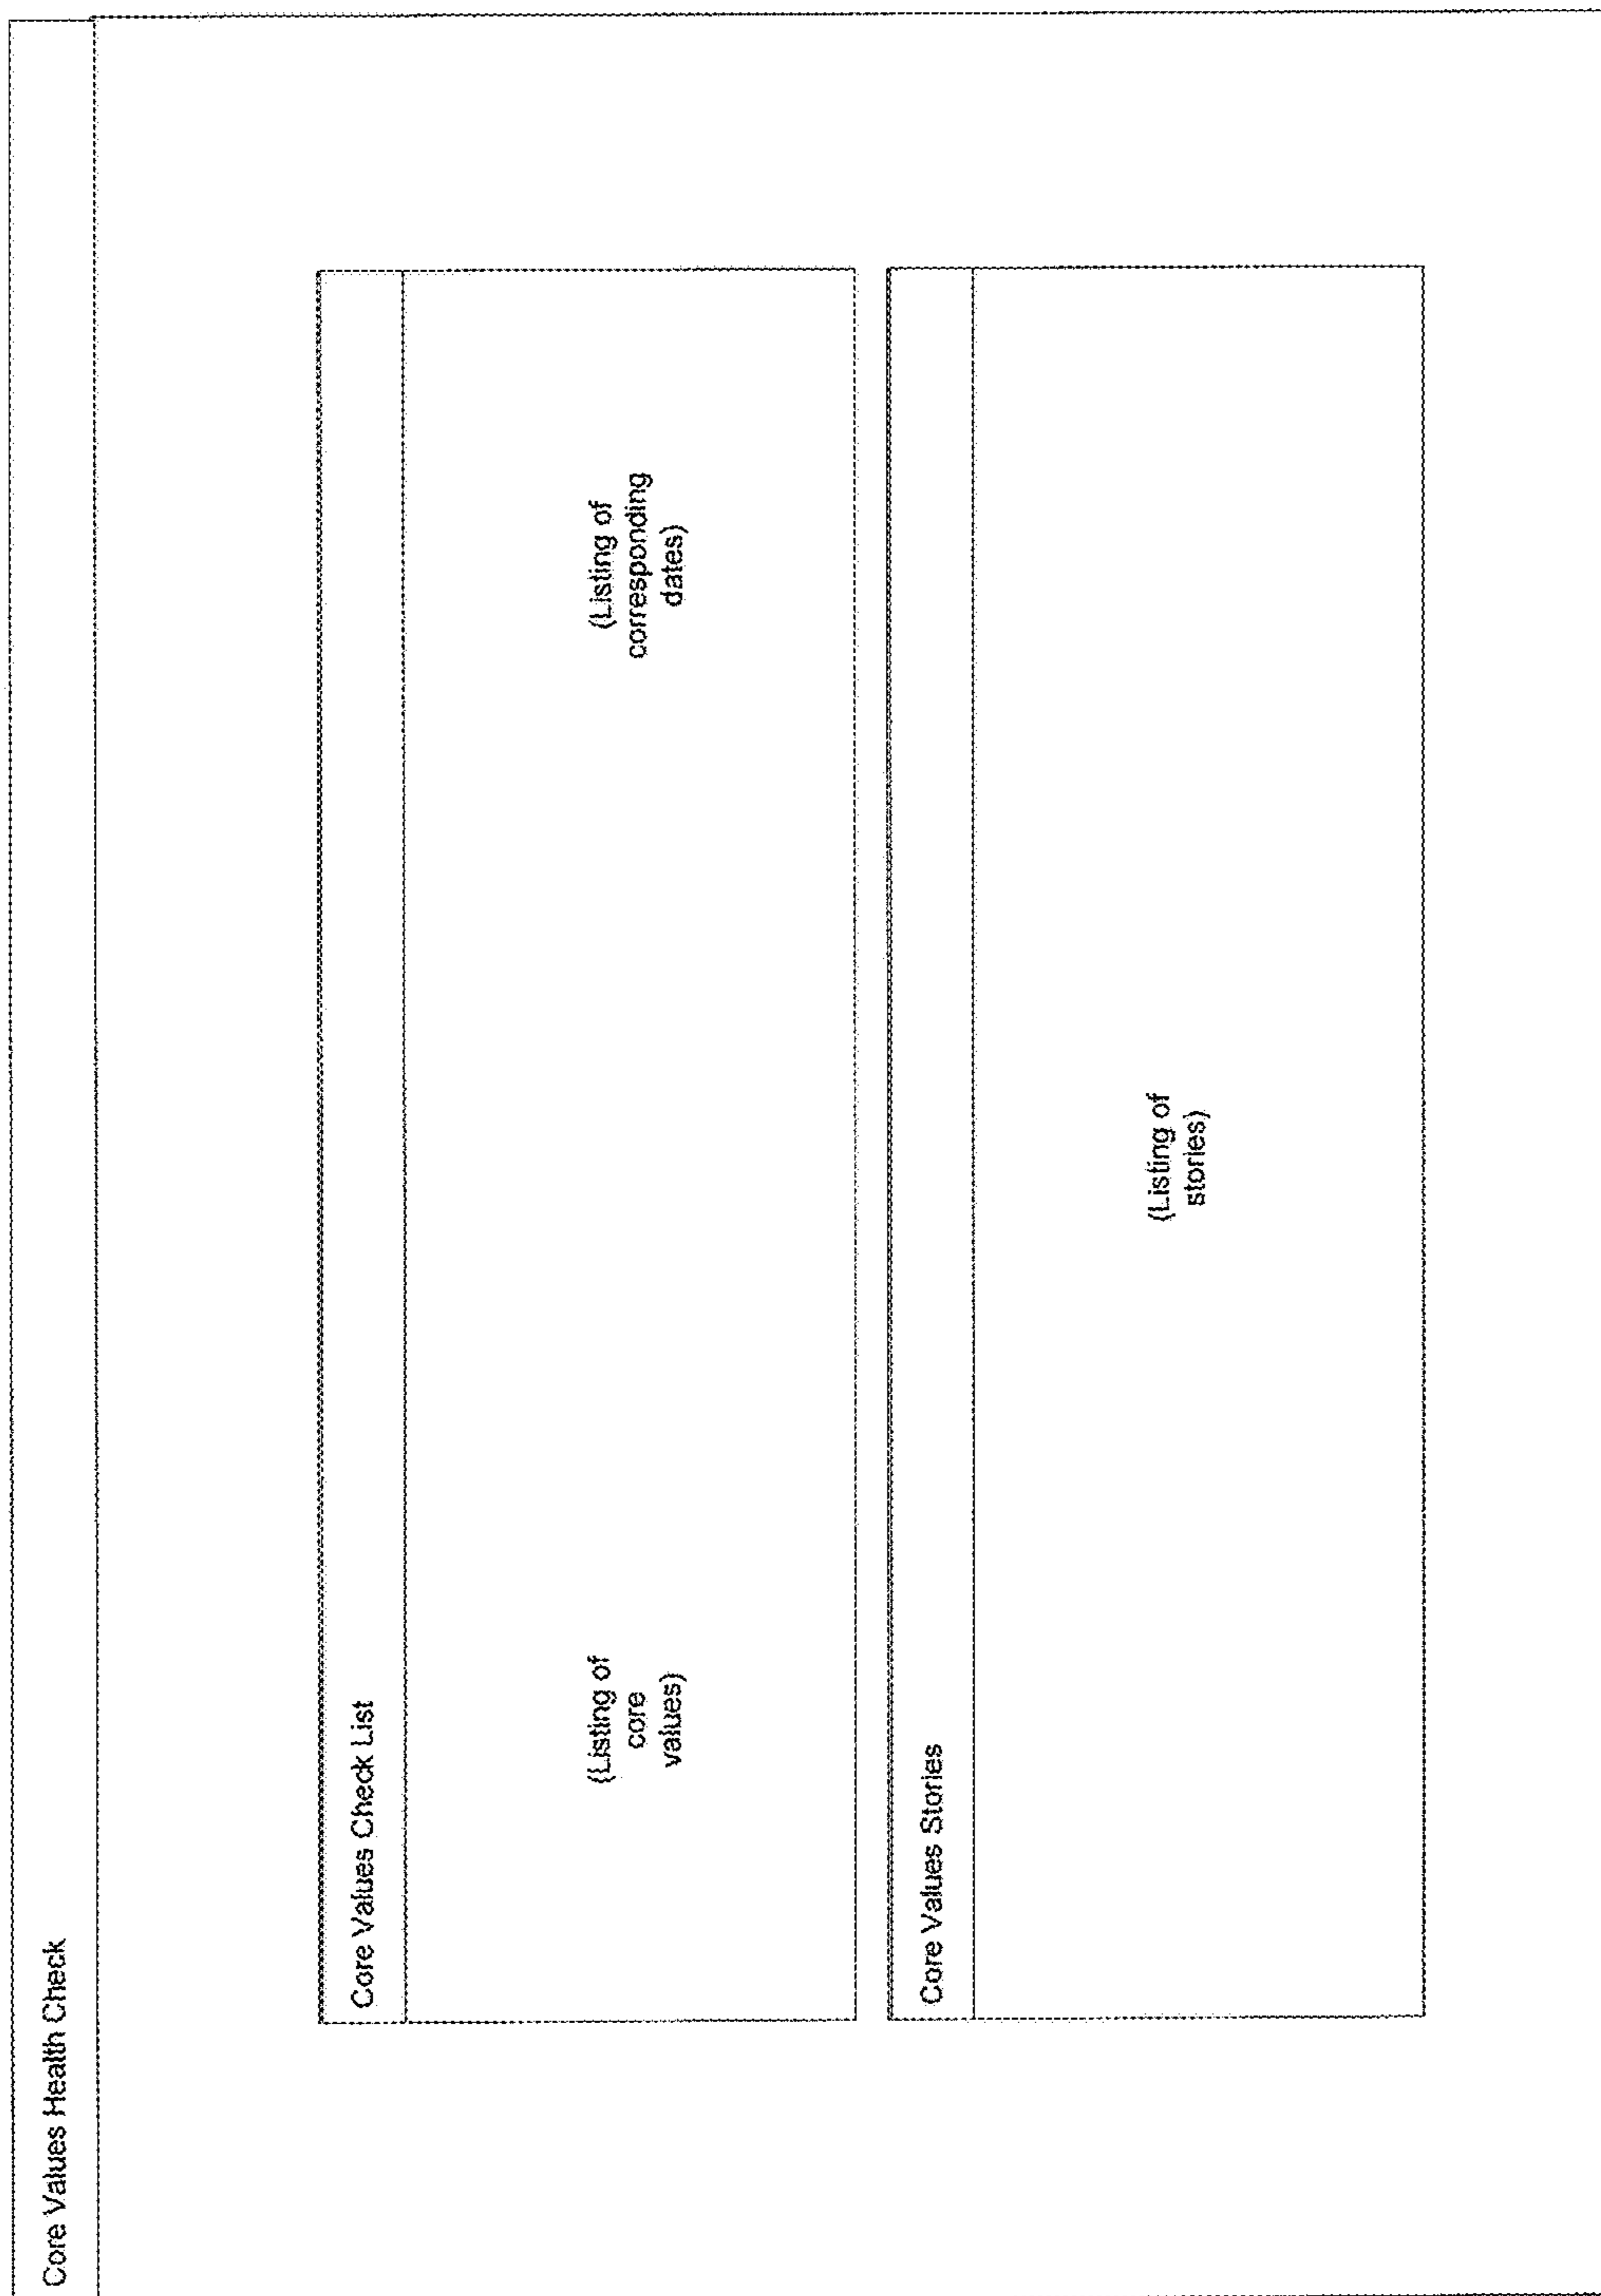 Core Values Health Check
Core Values Check List
(Listing of
core
values)
(Listing of
corresponding
dates)
Core Values Stories
(Listing of
stories)